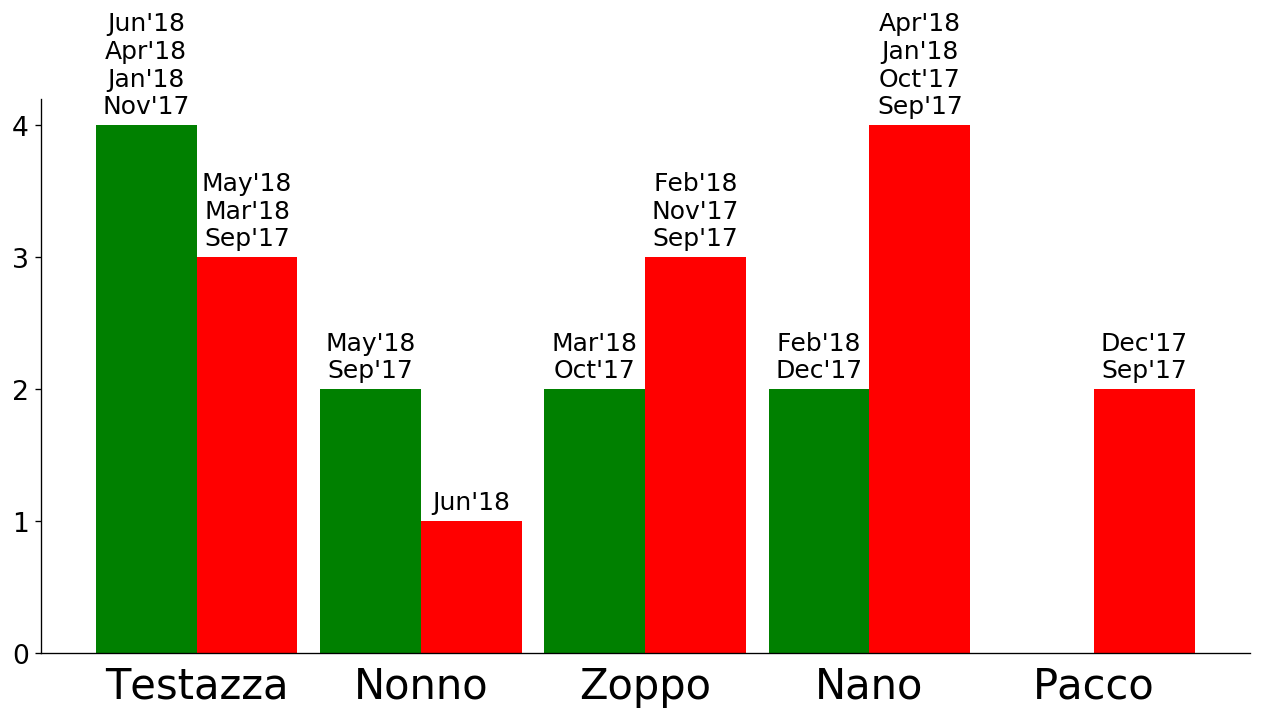 Jun'18
Apr'18
Jan'18
Nov'17
May'18
Mar'18
Sep'17
May'18
Sep'17
Jun'18
Mar'18
Oct'17
Feb'18
Nov'17
Sep'17
Feb'18
Dec'17
Apr'18
Jan'18
Oct'17
Sep'17
Dec'17
Sep'17
4
3
2
1
0
Testazza Nonno Zoppo Nano Pacco